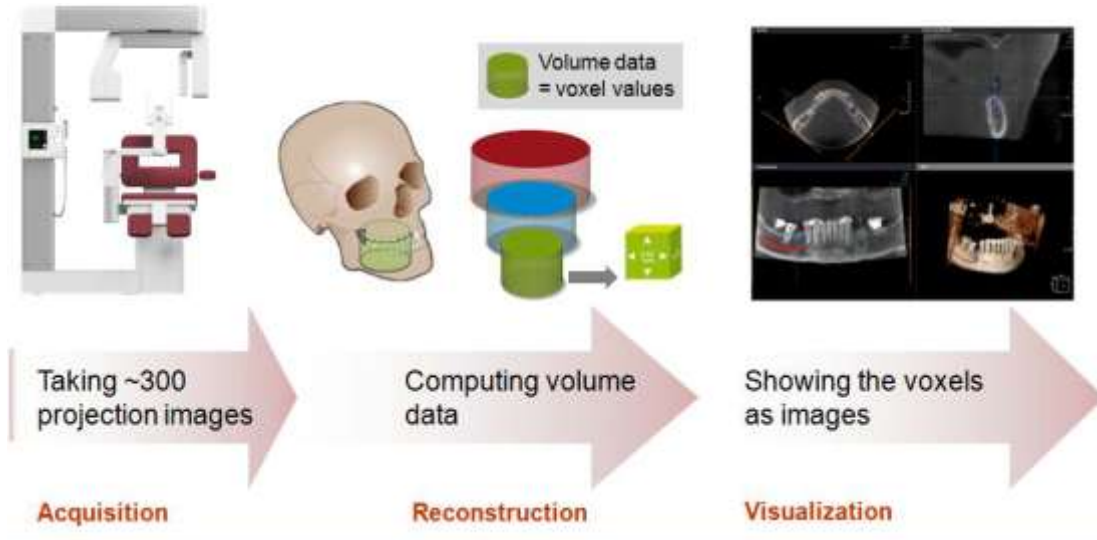 Volume data
= voxel values
Taking ~300
projection images
Computing volume
data
Showing the voxels
as images
Acquisition
Reconstruction
Visualization